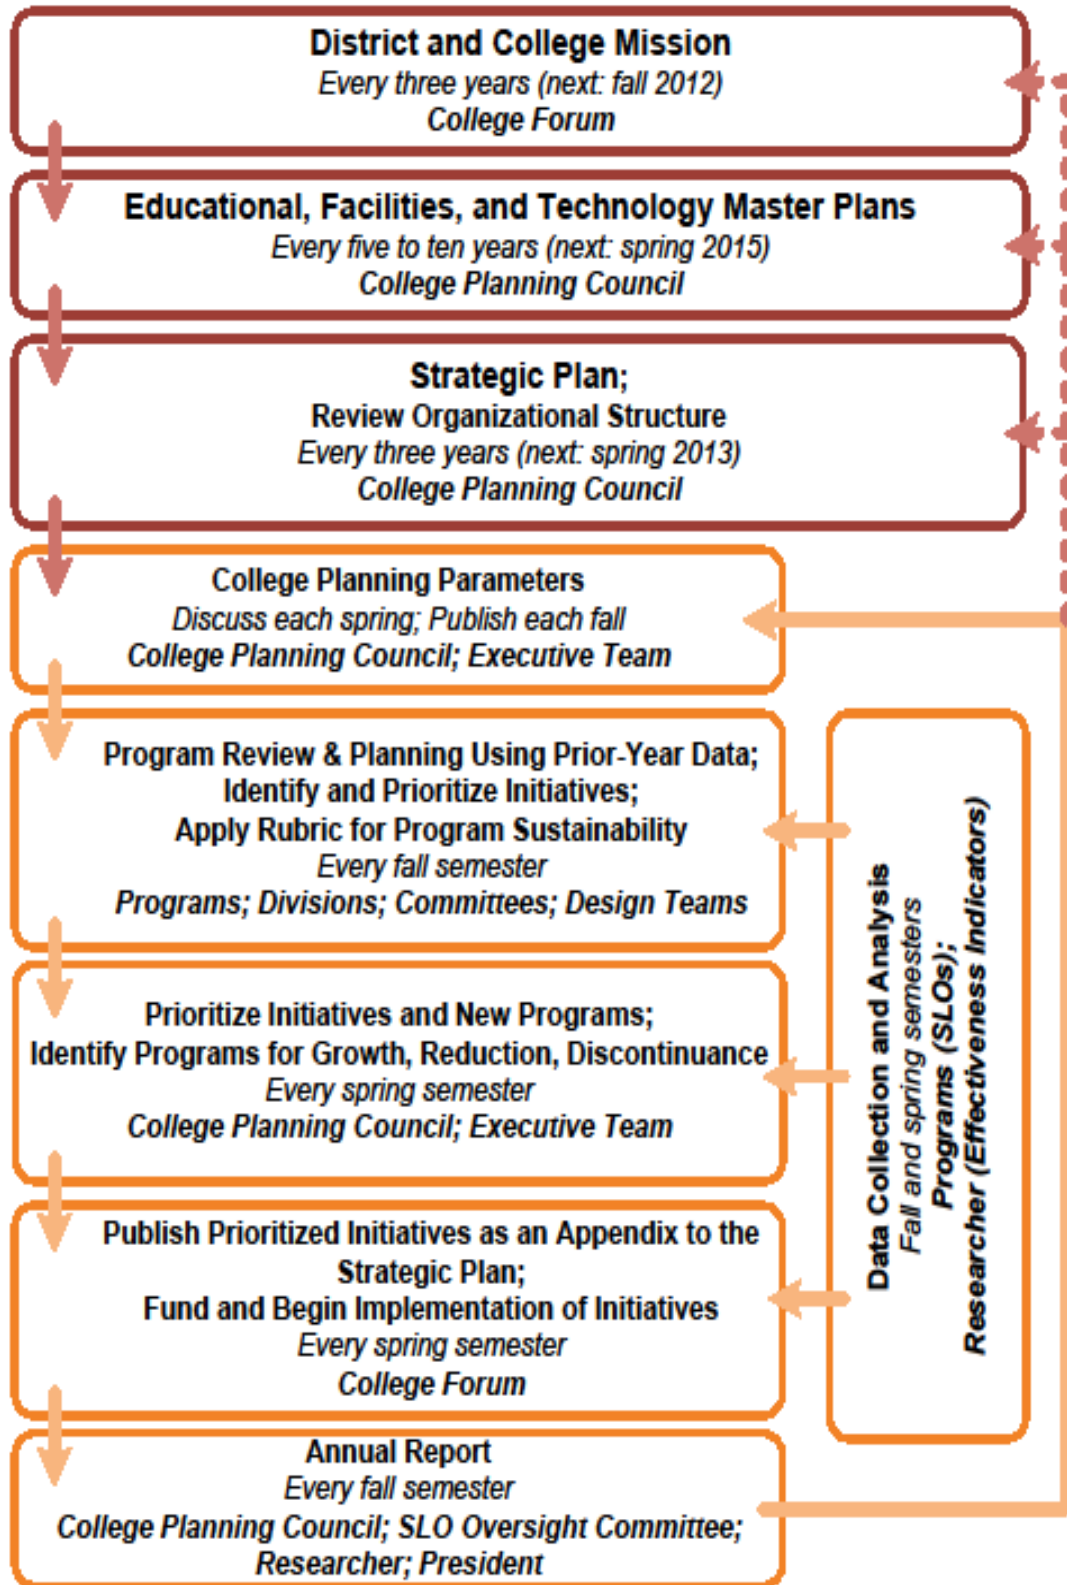 District and College Mission
Every three years (next: fall 2012)
College Forum
Educational, Facilities, and Technology Master Plans
Every five to ten years (next: spring 2015)
College Planning Council
Strategic Plan;
Review Organizational Structure
Every three years (next: spring 2013)
College Planning Council
College Planning Parameters
Discuss each spring; Publish each fall
College Planning Council; Executive Team
Program Review & Planning Using Prior-Year Data;
Identify and Prioritize Initiatives;
Apply Rubric for Program Sustainability
Every fall semester
Programs; Divisions; Committees; Design Teams
Prioritize Initiatives and New Programs;
Identify Programs for Growth, Reduction, Discontinuance
Every spring semester
College Planning Council; Executive Team
Publish Prioritized Initiatives as an Appendix to the
Strategic Plan;
Fund and Begin Implementation of Initiatives
Every spring semester
College Forum
Annual Report
Every fall semester
College Planning Council; SLO Oversight Committee;
Researcher; President
Data Collection and Analysis
Fall and spring semesters
Programs (SLOs);
Researcher (Effectiveness Indicators)